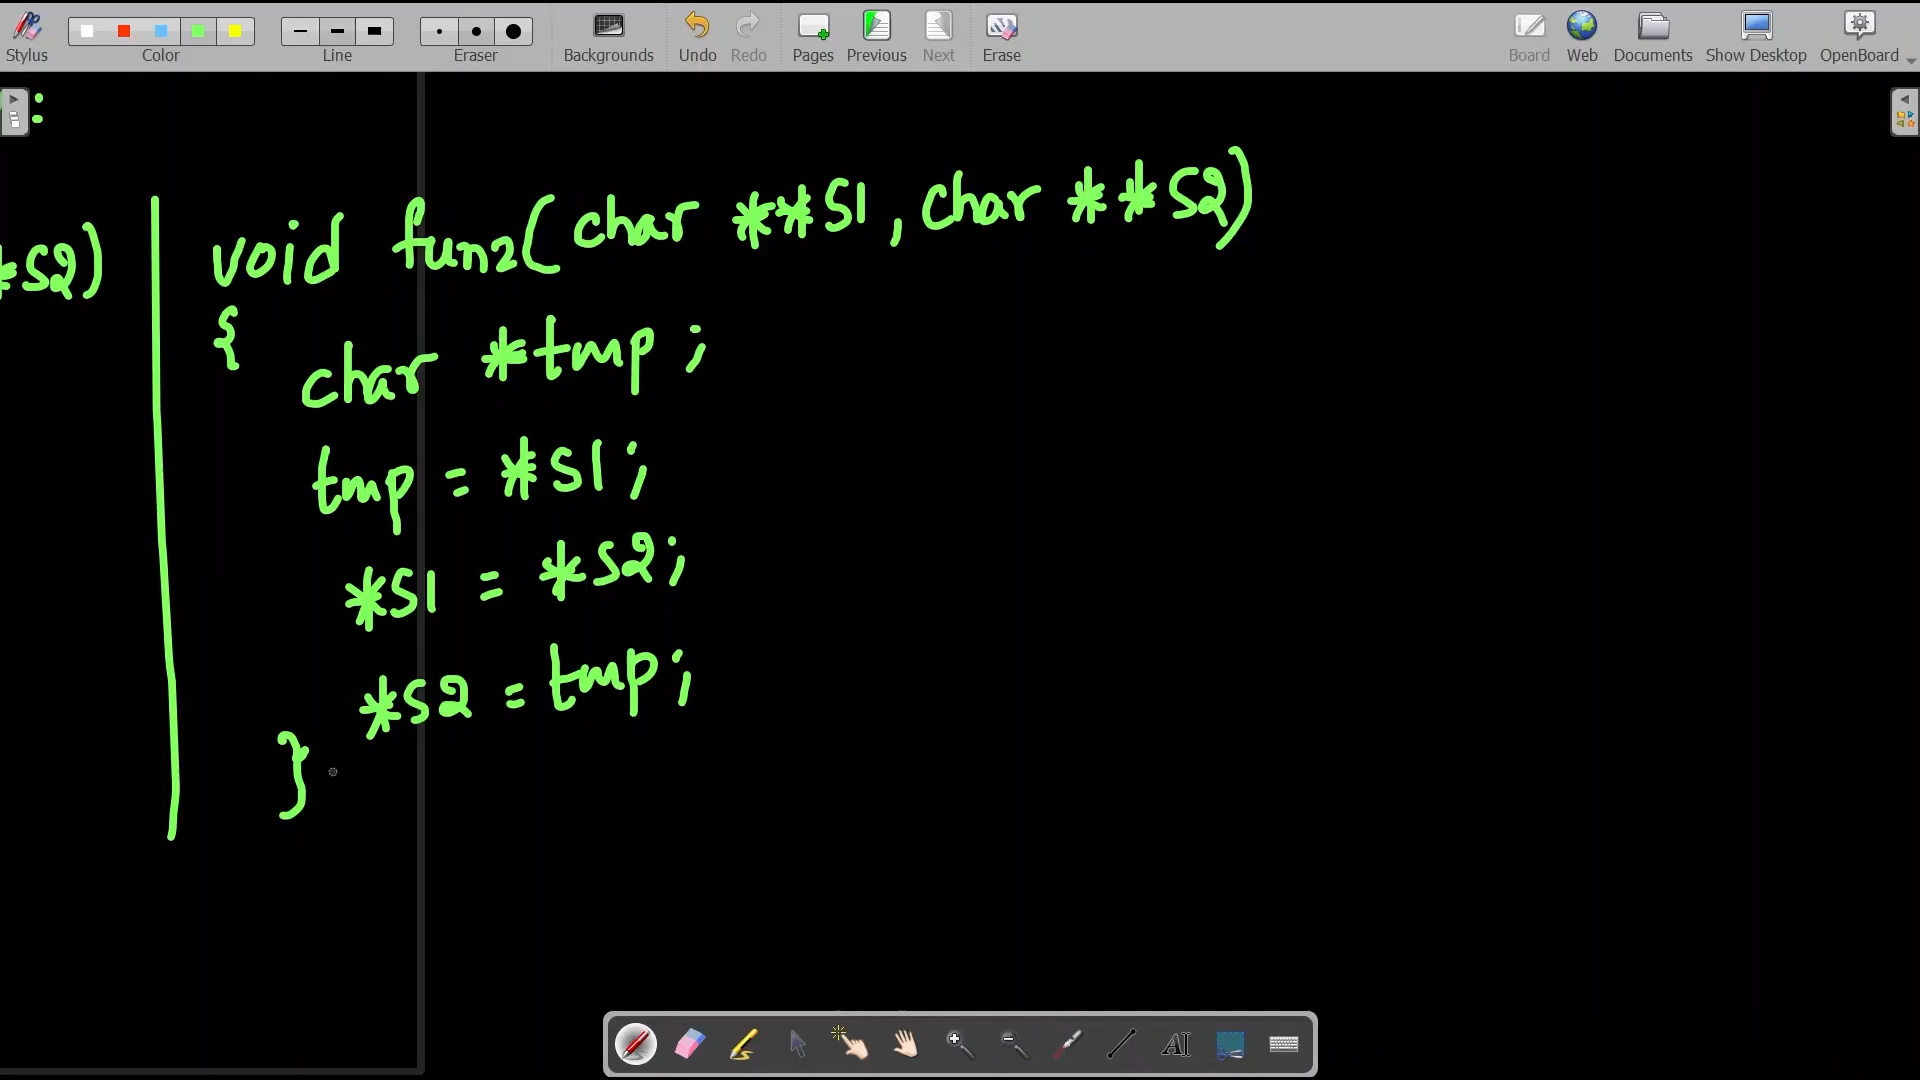 Stylus Color Line Eraser Backgrounds Undo Redo Pages Previous Next Erase Board Web Documents Show Desktop OpenBoard
:
*S2)
void fun2(char **S1, char **S2)
{
char *tmp;
tmp = *S1;
*S1 = *S2;
*S2 = tmp;
}